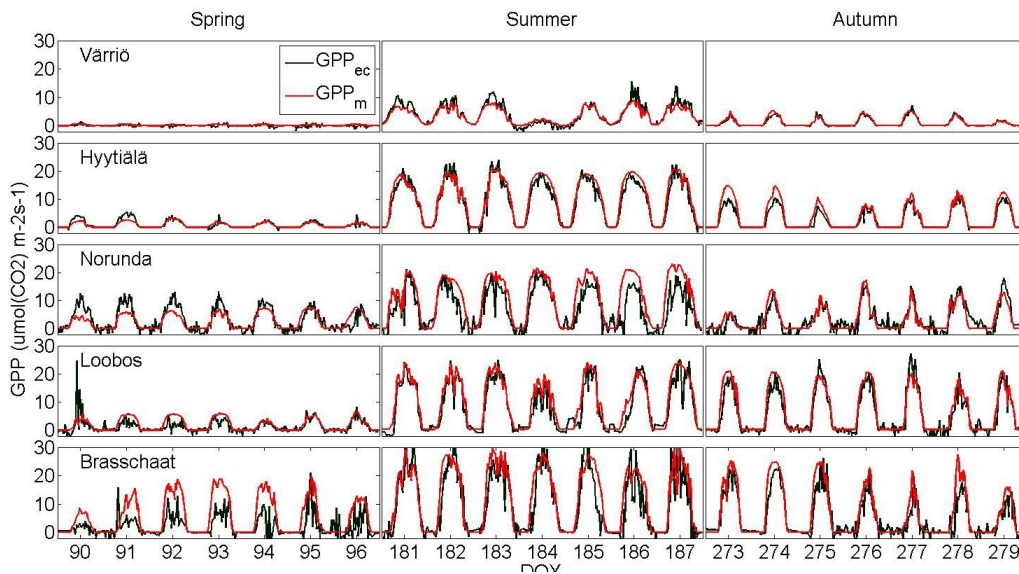 Spring Summer Autumn
30 Värriö GPPec
20 GPPm
10
0
30 Hyytiälä
20
10
0
30 Norunda
20
10
0
30 Loobos
20
10
0
30 Brasschaat
20
10
0
GPP (umol(CO2) m-2s-1)
90 91 92 93 94 95 96 181 182 183 184 185 186 187 273 274 275 276 277 278 279
DOY